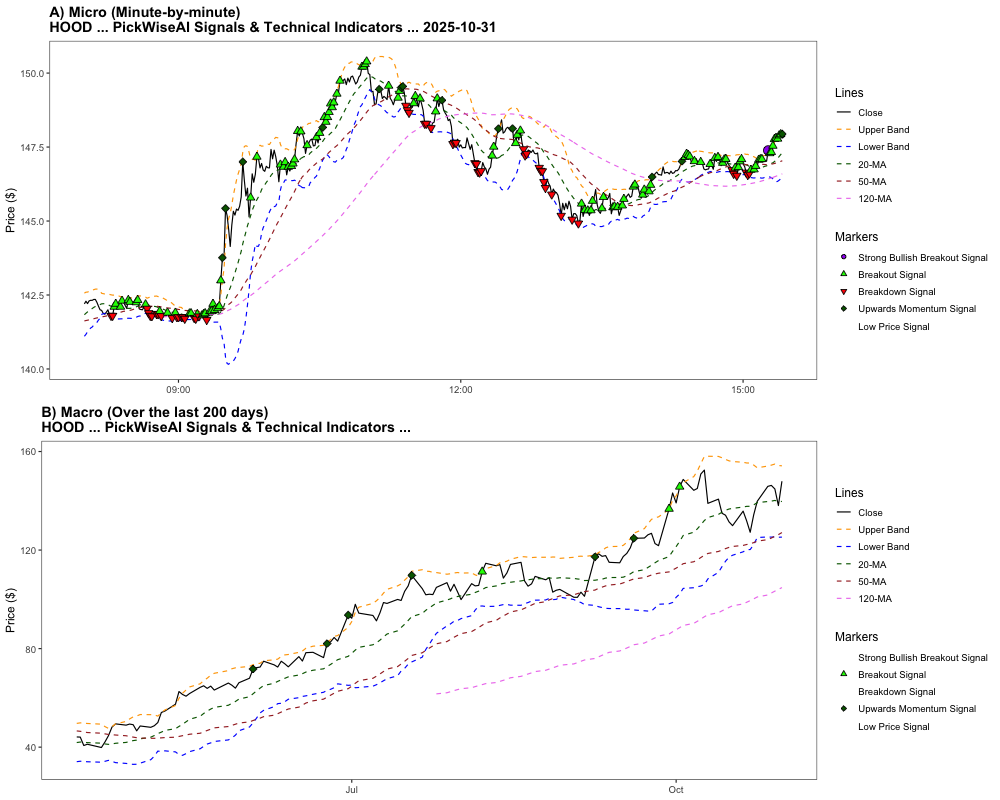 A) Micro (Minute-by-minute)
HOOD ... PickWiseAI Signals & Technical Indicators ... 2025-10-31
Price ($)
150.0
147.5
145.0
142.5
140.0
09:00
12:00
15:00
Lines
Close
Upper Band
Lower Band
20-MA
50-MA
120-MA
Markers
Strong Bullish Breakout Signal
Breakout Signal
Breakdown Signal
Upwards Momentum Signal
Low Price Signal
B) Macro (Over the last 200 days)
HOOD ... PickWiseAI Signals & Technical Indicators ...
Price ($)
160
120
80
40
Jul
Oct
Lines
Close
Upper Band
Lower Band
20-MA
50-MA
120-MA
Markers
Strong Bullish Breakout Signal
Breakout Signal
Breakdown Signal
Upwards Momentum Signal
Low Price Signal